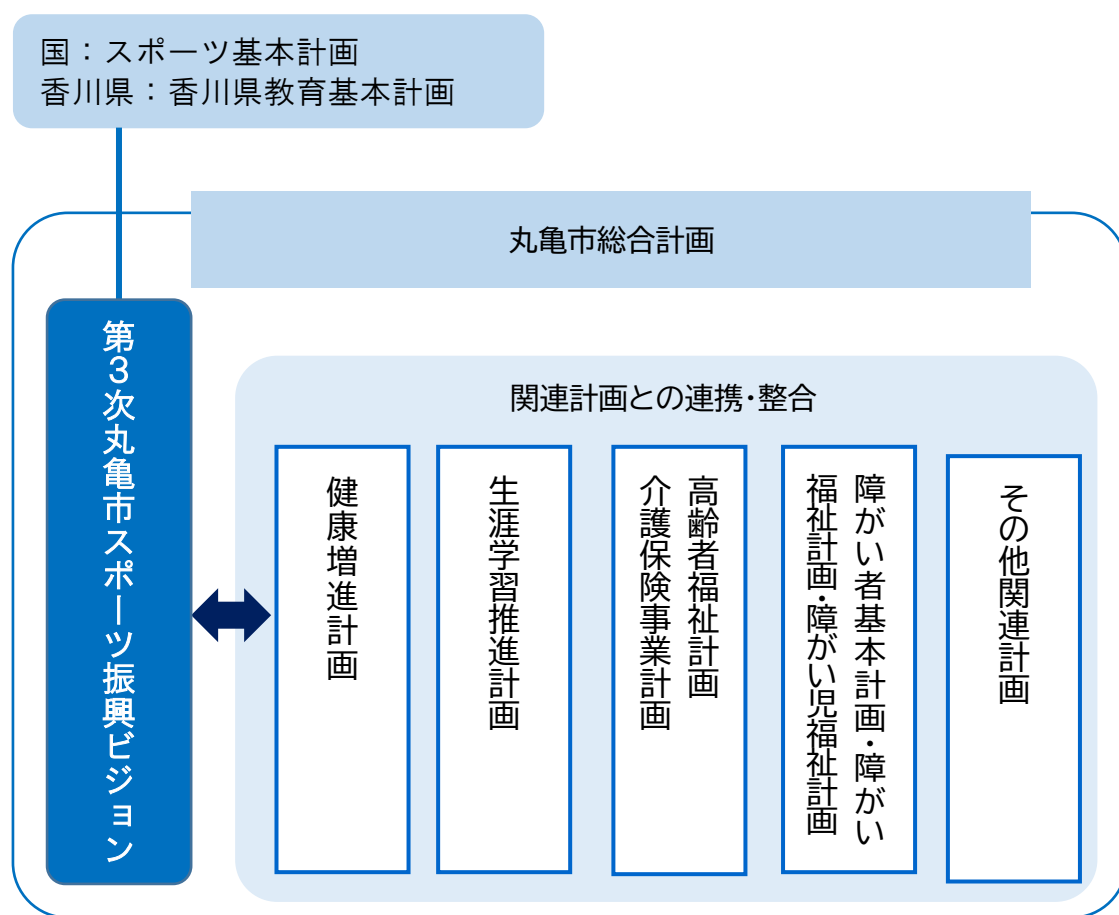 国：スポーツ基本計画
香川県：香川県教育基本計画
丸亀市総合計画
第３次丸亀市スポーツ振興ビジョン
関連計画との連携・整合
健康増進計画
生涯学習推進計画
高齢者福祉計画
介護保険事業計画
障がい者基本計画・障がい
福祉計画・障がい児福祉計画
その他関連計画